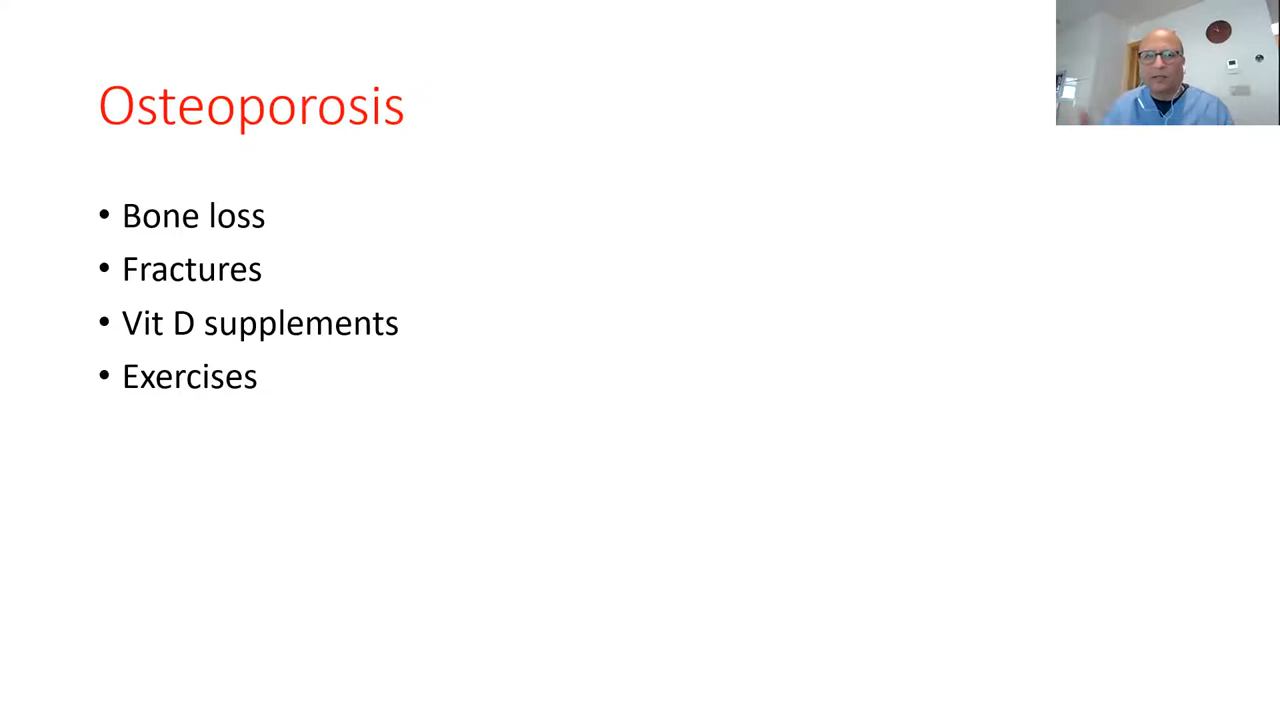 Osteoporosis
• Bone loss
• Fractures
• Vit D supplements
• Exercises